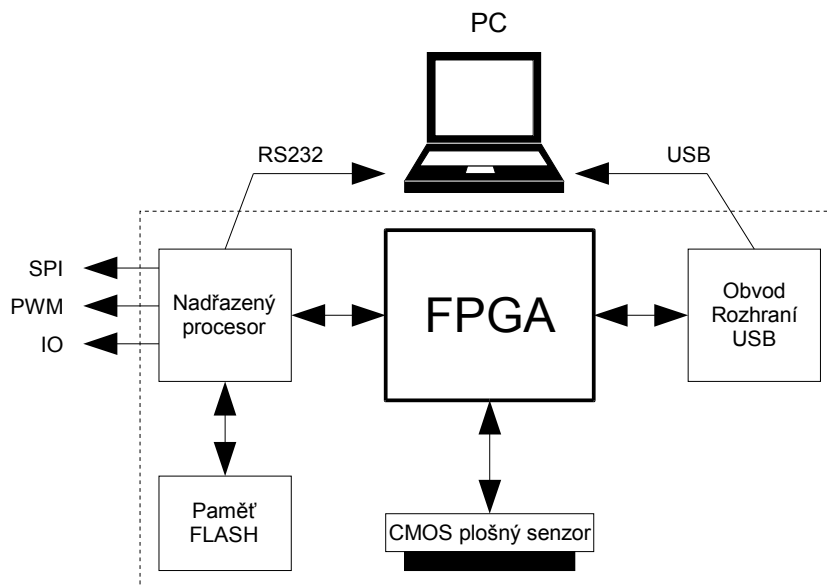 PC
RS232
USB
SPI
PWM
IO
Nadřazený
procesor
FPGA
Obvod
Rozhraní
USB
Paměť
FLASH
CMOS plošný senzor